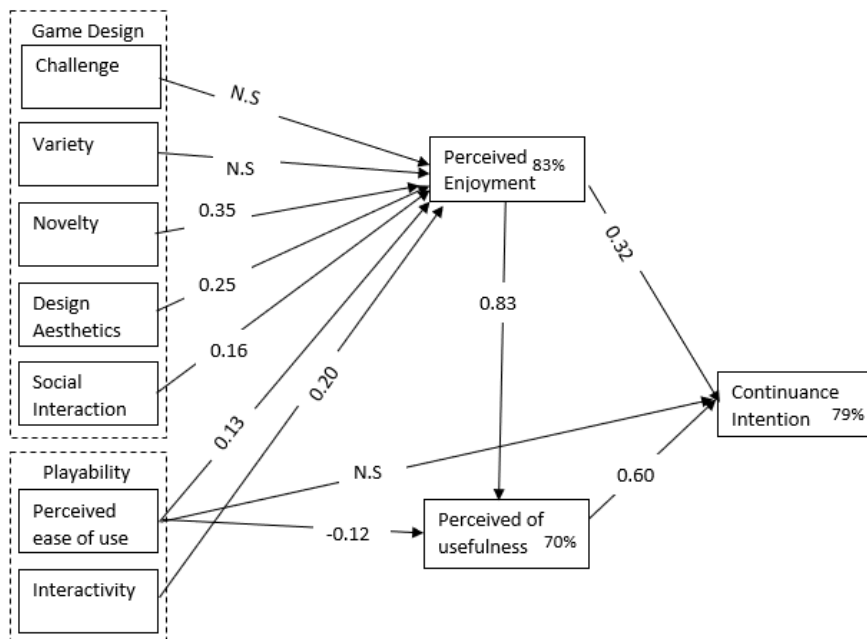 Game Design
Challenge
N.S
Variety
N.S
Perceived
Enjoyment
83%
Novelty
0.35
0.32
Design
Aesthetics
0.25
0.83
Social
Interaction
0.16
0.20
0.13
Continuance
Intention
79%
Playability
N.S
0.60
Perceived
ease of use
-0.12
Perceived of
usefulness
70%
Interactivity